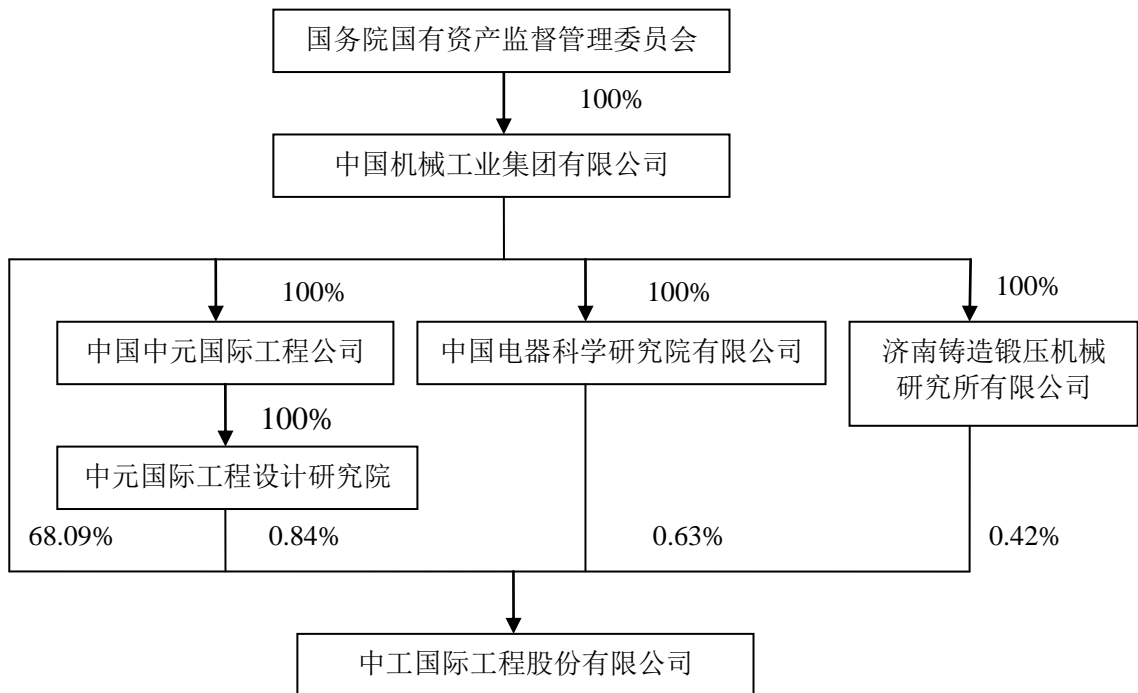 国务院国有资产监督管理委员会
100%
中国机械工业集团有限公司
100%
100%
100%
中国中元国际工程公司
中国电器科学研究院有限公司
济南铸造锻压机械
研究所有限公司
100%
中元国际工程设计研究院
68.09%
0.84%
0.63%
0.42%
中工国际工程股份有限公司